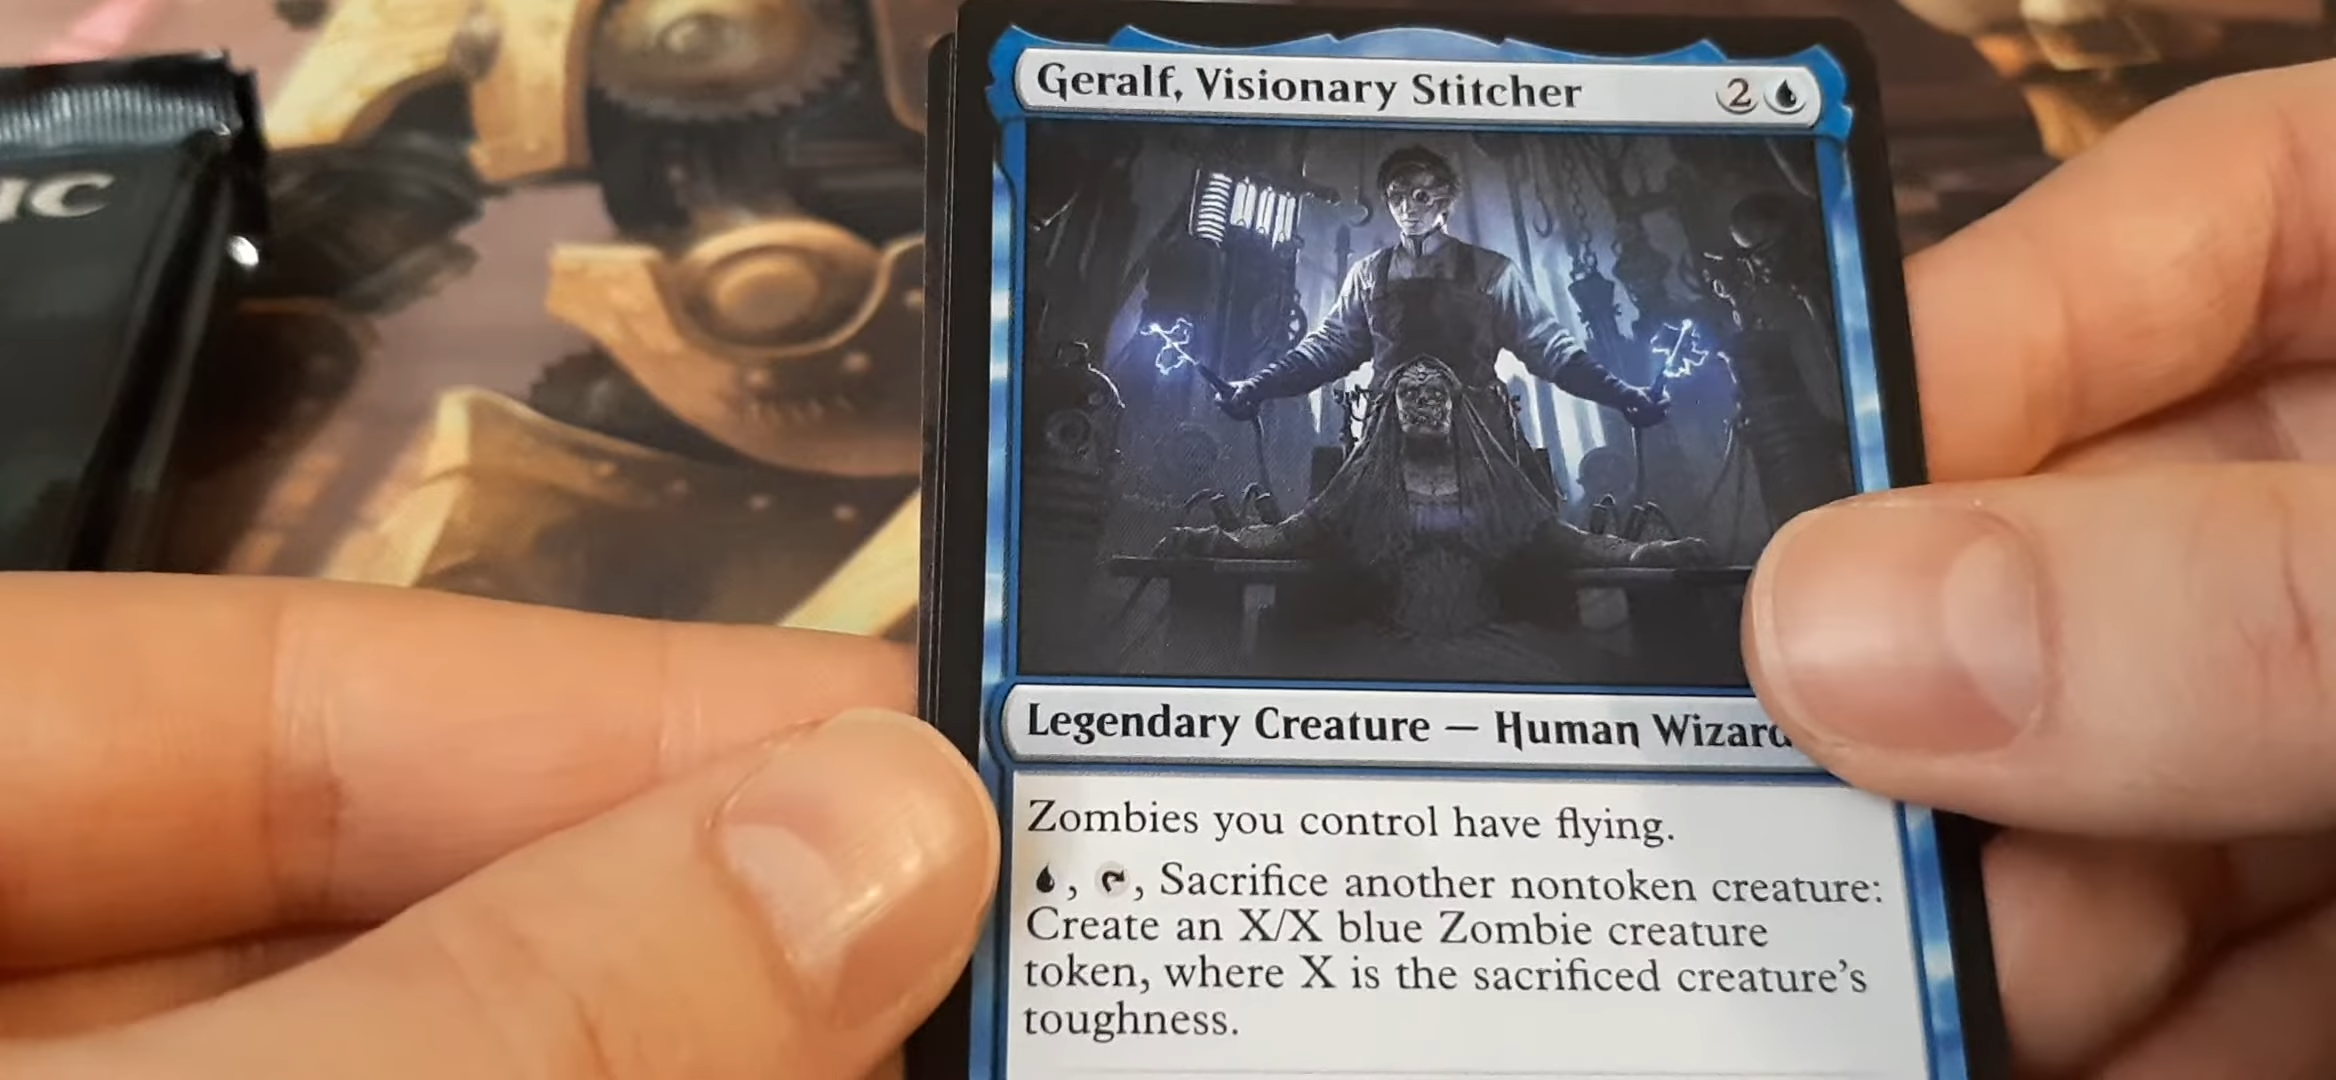 IC
Geralf, Visionary Stitcher 2
Legendary Creature — Human Wizard
Zombies you control have flying.
, , Sacrifice another nontoken creature:
Create an X/X blue Zombie creature
token, where X is the sacrificed creature's
toughness.